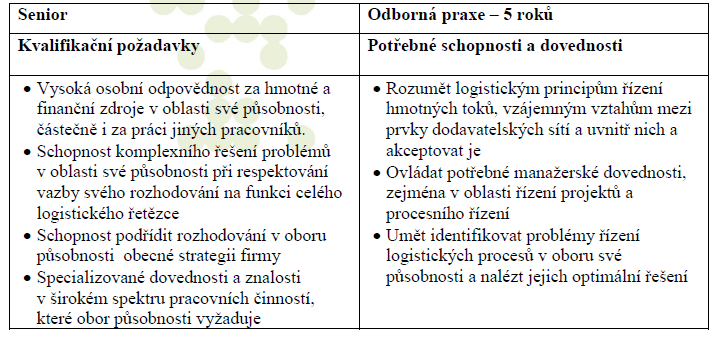 Senior
Odborná praxe – 5 roků
Kvalifikační požadavky
Potřebné schopnosti a dovednosti
• Vysoká osobní odpovědnost za hmotné a
finanční zdroje v oblasti své působnosti,
částečně i za práci jiných pracovníků.
• Schopnost komplexního řešení problémů
v oblasti své působnosti při respektování
vazby svého rozhodování na funkci celého
logistického řetězce
• Schopnost podřídit rozhodování v oboru
působnosti obecné strategii firmy
• Specializované dovednosti a znalosti
v širokém spektru pracovních činností,
které obor působnosti vyžaduje
• Rozumět logistickým principům řízení
hmotných toků, vzájemným vztahům mezi
prvky dodavatelských sítí a uvnitř nich a
akceptovat je
• Ovládat potřebné manažerské dovednosti,
zejména v oblasti řízení projektů a
procesního řízení
• Umět identifikovat problémy řízení
logistických procesů v oboru své
působnosti a nalézt jejich optimální řešení